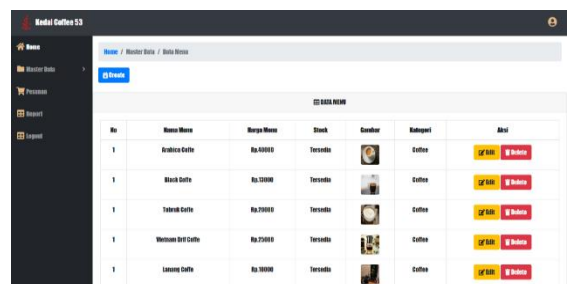 Kedai Coffee 53
Home
Home / Master Data / Data Menu
Master Data
Create
Pesanan
DATA MENU
Report
No Nama Menu Harga Menu Stock Gambar Kategori Aksi
Logout
1 Arabica Coffe Rp.40000 Tersedia Coffee Edit Delete
1 Black Coffe Rp.15000 Tersedia Coffee Edit Delete
1 Tubruk Coffe Rp.20000 Tersedia Coffee Edit Delete
1 Vietnam Drif Coffe Rp.25000 Tersedia Coffee Edit Delete
1 Lanang Coffe Rp.18000 Tersedia Coffee Edit Delete